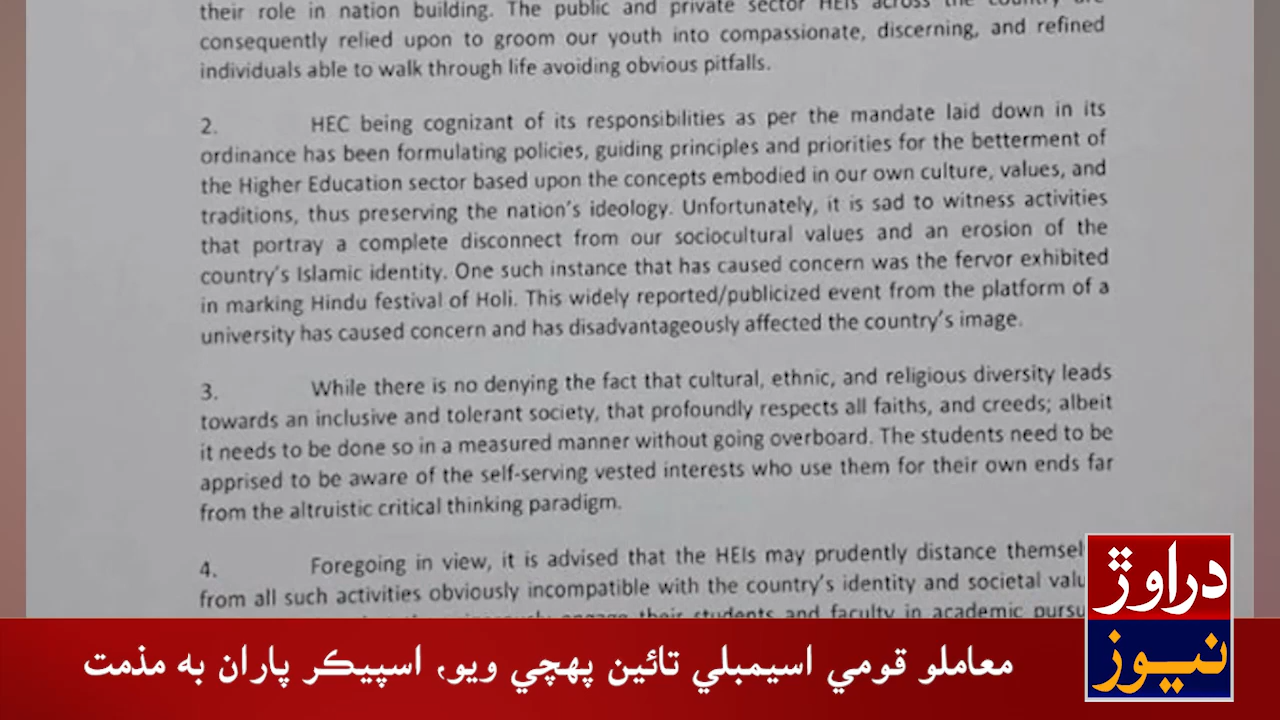 their role in nation building. The public and private sector HEIs across the country are
consequently relied upon to groom our youth into compassionate, discerning, and refined
individuals able to walk through life avoiding obvious pitfalls.
2. HEC being cognizant of its responsibilities as per the mandate laid down in its
ordinance has been formulating policies, guiding principles and priorities for the betterment of
the Higher Education sector based upon the concepts embodied in our own culture, values, and
traditions, thus preserving the nation's ideology. Unfortunately, it is sad to witness activities
that portray a complete disconnect from our sociocultural values and an erosion of the
country's Islamic identity. One such instance that has caused concern was the fervor exhibited
in marking Hindu festival of Holi. This widely reported/publicized event from the platform of a
university has caused concern and has disadvantageously affected the country's image.
3. While there is no denying the fact that cultural, ethnic, and religious diversity leads
towards an inclusive and tolerant society, that profoundly respects all faiths, and creeds; albeit
it needs to be done so in a measured manner without going overboard. The students need to be
apprised to be aware of the self-serving vested interests who use them for their own ends far
from the altruistic critical thinking paradigm.
4. Foregoing in view, it is advised that the HEIs may prudently distance
from all such activities obviously incompatible with the country's identity and societal
engage their students and faculty in academic
دراوڙ
نيوز
معاملو قومي اسيمبلي تائين پهچي ويو، اسپيڪر پاران به مذمت